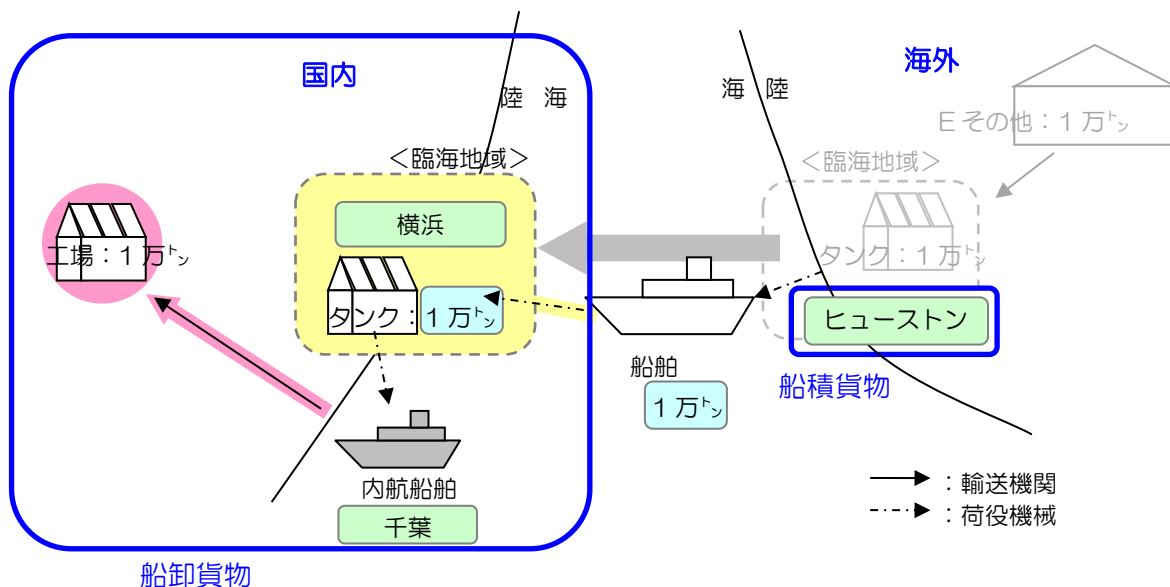 国内
海外
陸 海
海 陸
Eその他：1万㌧
＜臨海地域＞
＜臨海地域＞
横浜
工場：1万㌧
タンク：1万㌧
タンク：1万㌧
ヒューストン
船舶
1万㌧
船積貨物
内航船舶
千葉
：輸送機関
：荷役機械
船卸貨物